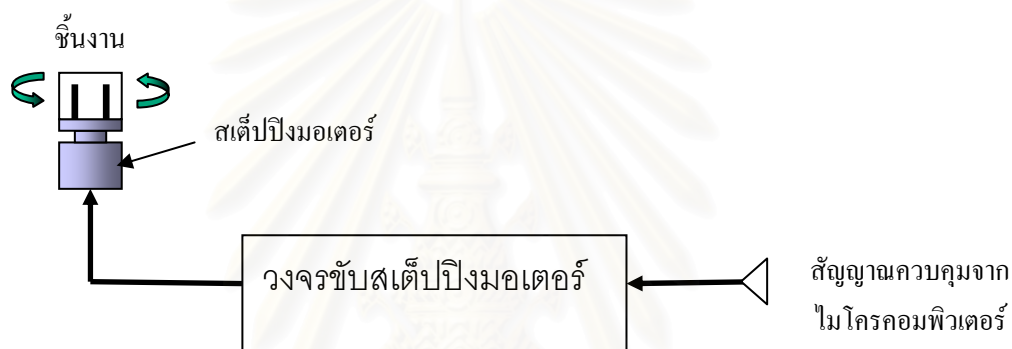 ชิ้นงาน
สเต็ปปิงมอเตอร์
วงจรขับสเต็ปปิงมอเตอร์
สัญญาณควบคุมจาก
ไมโครคอมพิวเตอร์